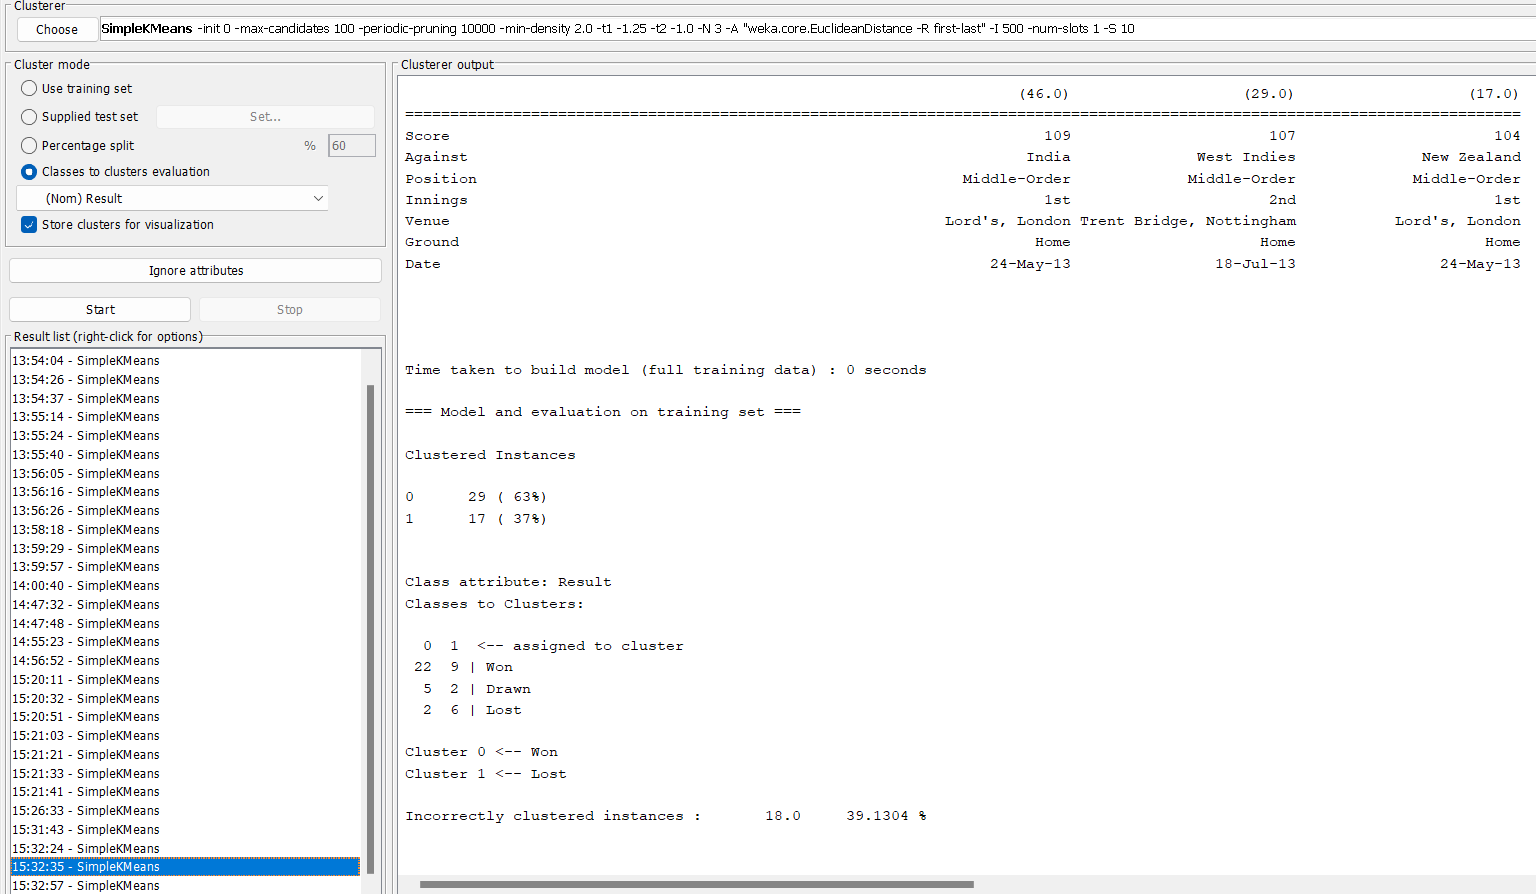 Clusterer
Choose SimpleKMeans -init 0 -max-candidates 100 -periodic-pruning 10000 -min-density 2.0 -t1 -1.25 -t2 -1.0 -N 3 -A "weka.core.EuclideanDistance -R first-last" -I 500 -num-slots 1 -S 10
Cluster mode
Use training set
Supplied test set Set...
Percentage split % 60
Classes to clusters evaluation
(Nom) Result
Store clusters for visualization
Ignore attributes
Start Stop
Result list (right-click for options)
13:54:04 - SimpleKMeans
13:54:26 - SimpleKMeans
13:54:37 - SimpleKMeans
13:55:14 - SimpleKMeans
13:55:24 - SimpleKMeans
13:55:40 - SimpleKMeans
13:56:05 - SimpleKMeans
13:56:16 - SimpleKMeans
13:56:26 - SimpleKMeans
13:58:18 - SimpleKMeans
13:59:29 - SimpleKMeans
13:59:57 - SimpleKMeans
14:00:40 - SimpleKMeans
14:47:32 - SimpleKMeans
14:47:48 - SimpleKMeans
14:55:23 - SimpleKMeans
14:56:52 - SimpleKMeans
15:20:11 - SimpleKMeans
15:20:32 - SimpleKMeans
15:20:51 - SimpleKMeans
15:21:03 - SimpleKMeans
15:21:21 - SimpleKMeans
15:21:33 - SimpleKMeans
15:21:41 - SimpleKMeans
15:26:33 - SimpleKMeans
15:31:43 - SimpleKMeans
15:32:24 - SimpleKMeans
15:32:35 - SimpleKMeans
15:32:57 - SimpleKMeans
Clusterer output
(46.0) (29.0) (17.0)
============================================================================================================================
Score 109 107 104
Against India West Indies New Zealand
Position Middle-Order Middle-Order Middle-Order
Innings 1st 2nd 1st
Venue Lord's, London Trent Bridge, Nottingham Lord's, London
Ground Home Home Home
Date 24-May-13 18-Jul-13 24-May-13
Time taken to build model (full training data) : 0 seconds
=== Model and evaluation on training set ===
Clustered Instances
0 29 ( 63%)
1 17 ( 37%)
Class attribute: Result
Classes to Clusters:
0 1 <-- assigned to cluster
22 9 | Won
5 2 | Drawn
2 6 | Lost
Cluster 0 <-- Won
Cluster 1 <-- Lost
Incorrectly clustered instances : 18.0 39.1304 %